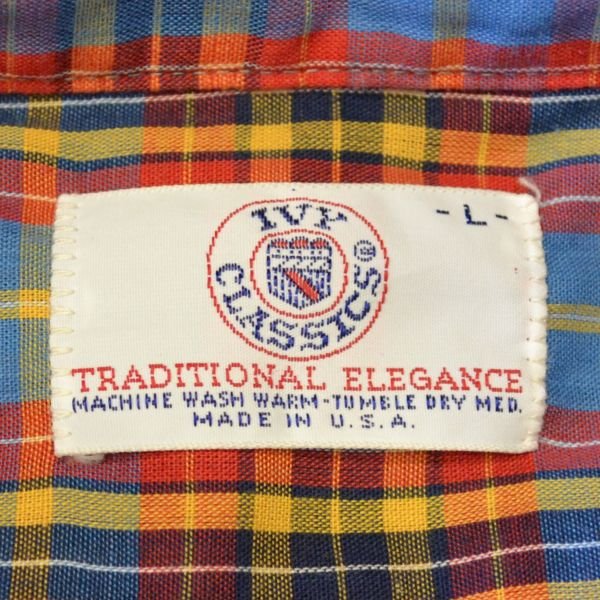 IVY
CLASSICS®
- L -
TRADITIONAL ELEGANCE
MACHINE WASH WARM-TUMBLE DRY MED.
MADE IN U.S.A.